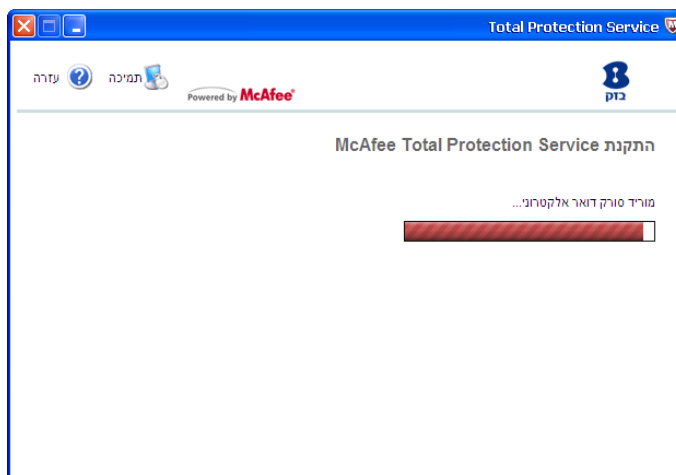 Total Protection Service
בזק
Powered by McAfee
תמיכה
עזרה
התקנת McAfee Total Protection Service
מוריד סורק דואר אלקטרוני...